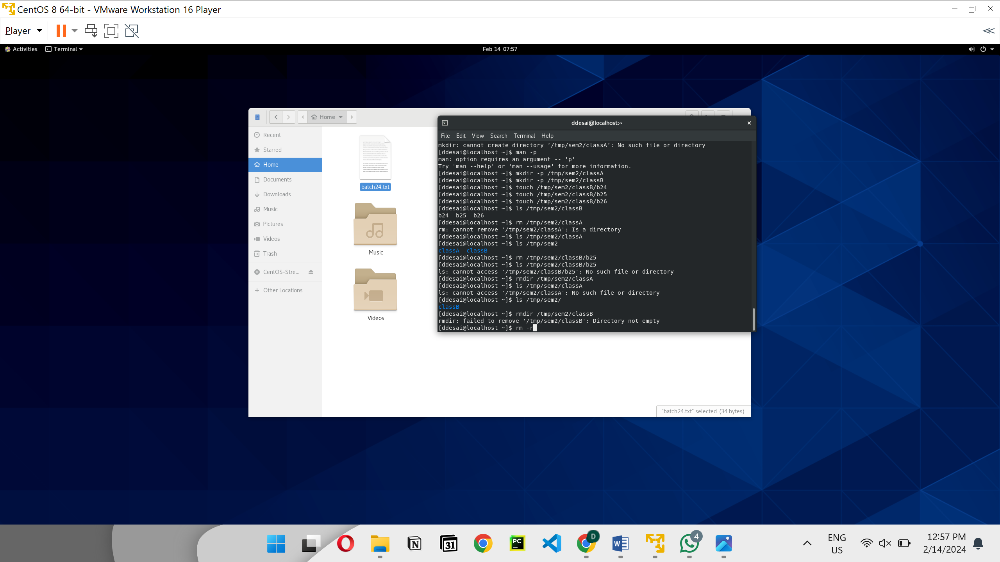 CentOS 8 64-bit - VMware Workstation 16 Player
Player
Activities
Terminal
Feb 14 07:57
Home
Recent
Starred
Home
Documents
Downloads
Music
Pictures
Videos
Trash
CentOS-Stre...
Other Locations
batch24.txt
Music
Videos
"batch24.txt" selected (34 bytes)
ddesai@localhost:~
File Edit View Search Terminal Help
mkdir: cannot create directory ‘/tmp/sem2/classA’: No such file or directory
[ddesai@localhost ~]$ man -p
man: option requires an argument -- 'p'
Try 'man --help' or 'man --usage' for more information.
[ddesai@localhost ~]$ mkdir -p /tmp/sem2/classA
[ddesai@localhost ~]$ mkdir -p /tmp/sem2/classB
[ddesai@localhost ~]$ touch /tmp/sem2/classB/b24
[ddesai@localhost ~]$ touch /tmp/sem2/classB/b25
[ddesai@localhost ~]$ touch /tmp/sem2/classB/b26
[ddesai@localhost ~]$ ls /tmp/sem2/classB
b24  b25  b26
[ddesai@localhost ~]$ rm /tmp/sem2/classA
rm: cannot remove '/tmp/sem2/classA': Is a directory
[ddesai@localhost ~]$ ls /tmp/sem2/classA
[ddesai@localhost ~]$ ls /tmp/sem2
classA  classB
[ddesai@localhost ~]$ rm /tmp/sem2/classB/b25
[ddesai@localhost ~]$ ls /tmp/sem2/classB/b25
ls: cannot access '/tmp/sem2/classB/b25': No such file or directory
[ddesai@localhost ~]$ rmdir /tmp/sem2/classA
[ddesai@localhost ~]$ ls /tmp/sem2/classA
ls: cannot access '/tmp/sem2/classA': No such file or directory
[ddesai@localhost ~]$ ls /tmp/sem2/
classB
[ddesai@localhost ~]$ rmdir /tmp/sem2/classB
rmdir: failed to remove '/tmp/sem2/classB': Directory not empty
[ddesai@localhost ~]$ rm -r
N
31
PC
D
W
4
ENG
US
12:57 PM
2/14/2024